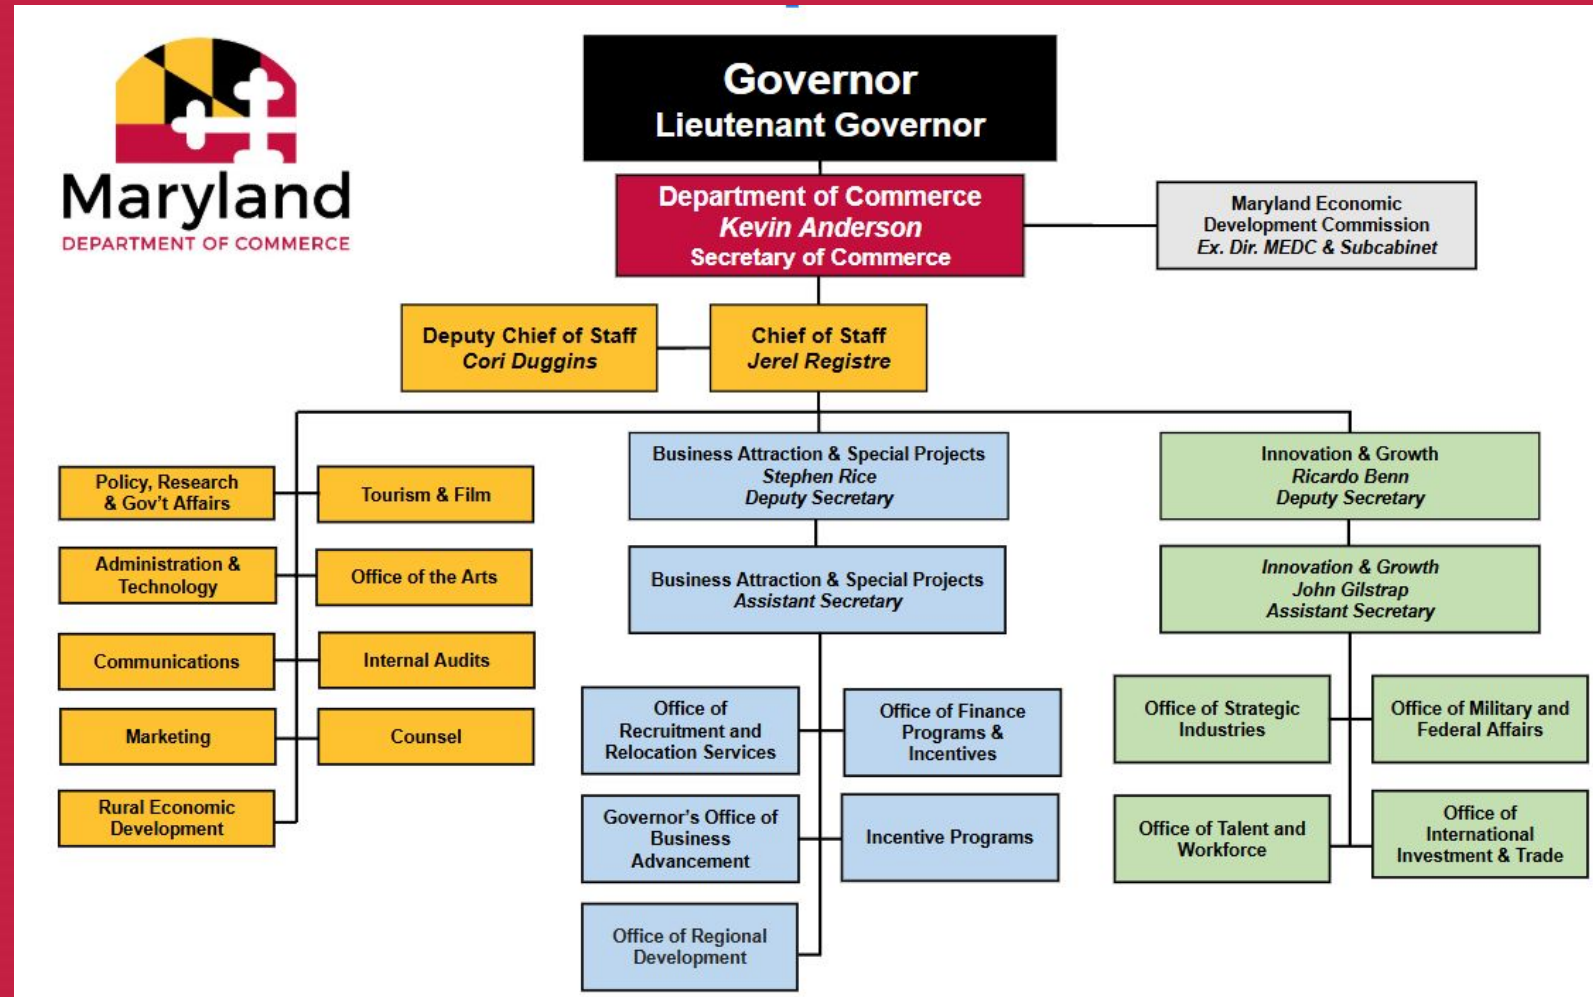 Maryland
DEPARTMENT OF COMMERCE
Governor
Lieutenant Governor
Department of Commerce
Kevin Anderson
Secretary of Commerce
Maryland Economic
Development Commission
Ex. Dir. MEDC & Subcabinet
Deputy Chief of Staff
Cori Duggins
Chief of Staff
Jerel Registre
Policy, Research
& Gov't Affairs
Tourism & Film
Administration &
Technology
Office of the Arts
Communications
Internal Audits
Marketing
Counsel
Rural Economic
Development
Business Attraction & Special Projects
Stephen Rice
Deputy Secretary
Business Attraction & Special Projects
Assistant Secretary
Office of
Recruitment and
Relocation Services
Office of Finance
Programs &
Incentives
Governor's Office of
Business
Advancement
Incentive Programs
Office of Regional
Development
Innovation & Growth
Ricardo Benn
Deputy Secretary
Innovation & Growth
John Gilstrap
Assistant Secretary
Office of Strategic
Industries
Office of Military and
Federal Affairs
Office of Talent and
Workforce
Office of
International
Investment & Trade